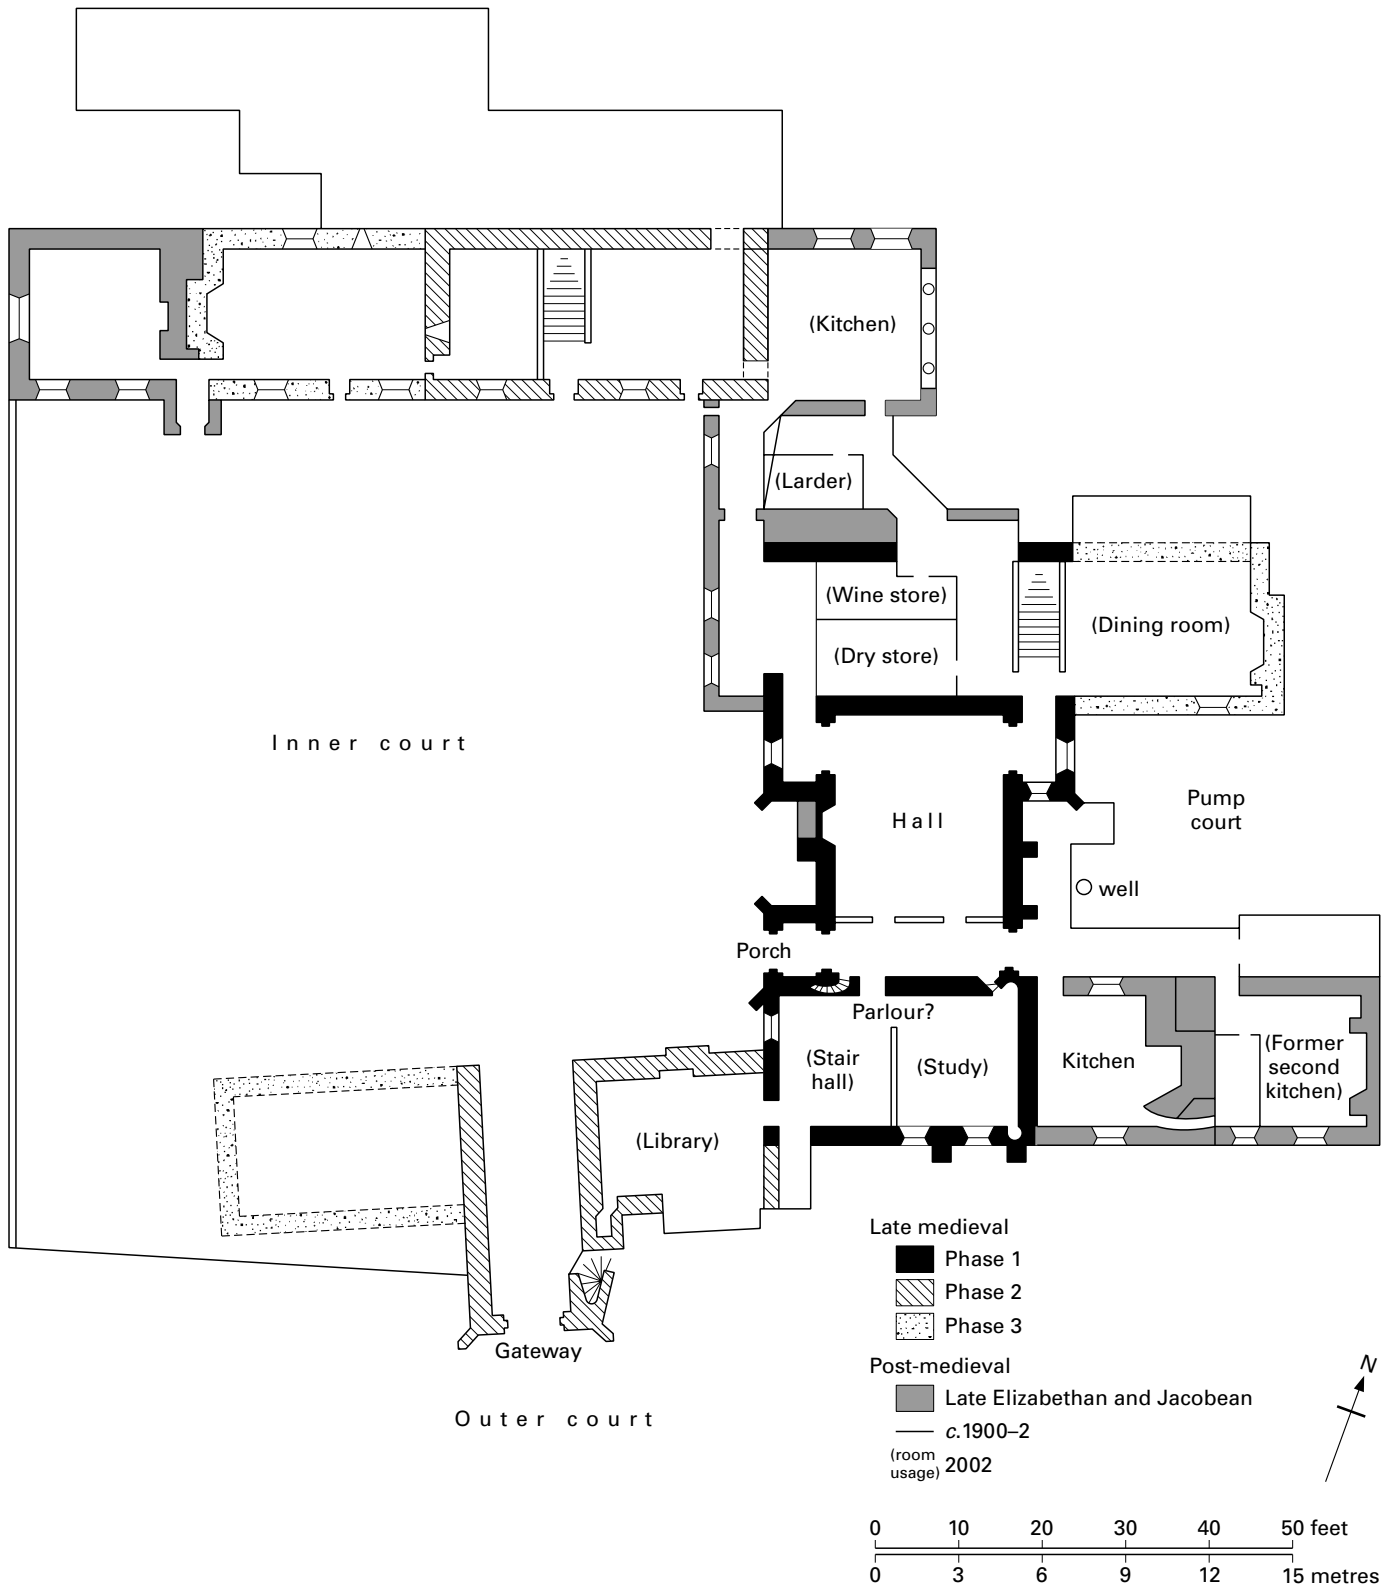 (Kitchen)
(Larder)
(Wine store)
(Dining room)
(Dry store)
Inner court
Hall
Pump
court
well
Porch
Parlour?
(Stair
hall)
(Study)
Kitchen
(Former
second
kitchen)
(Library)
Gateway
Outer court
Late medieval
Phase 1
Phase 2
Phase 3
Post-medieval
Late Elizabethan and Jacobean
c.1900–2
(room
usage) 2002
N
0 10 20 30 40 50 feet
0 3 6 9 12 15 metres